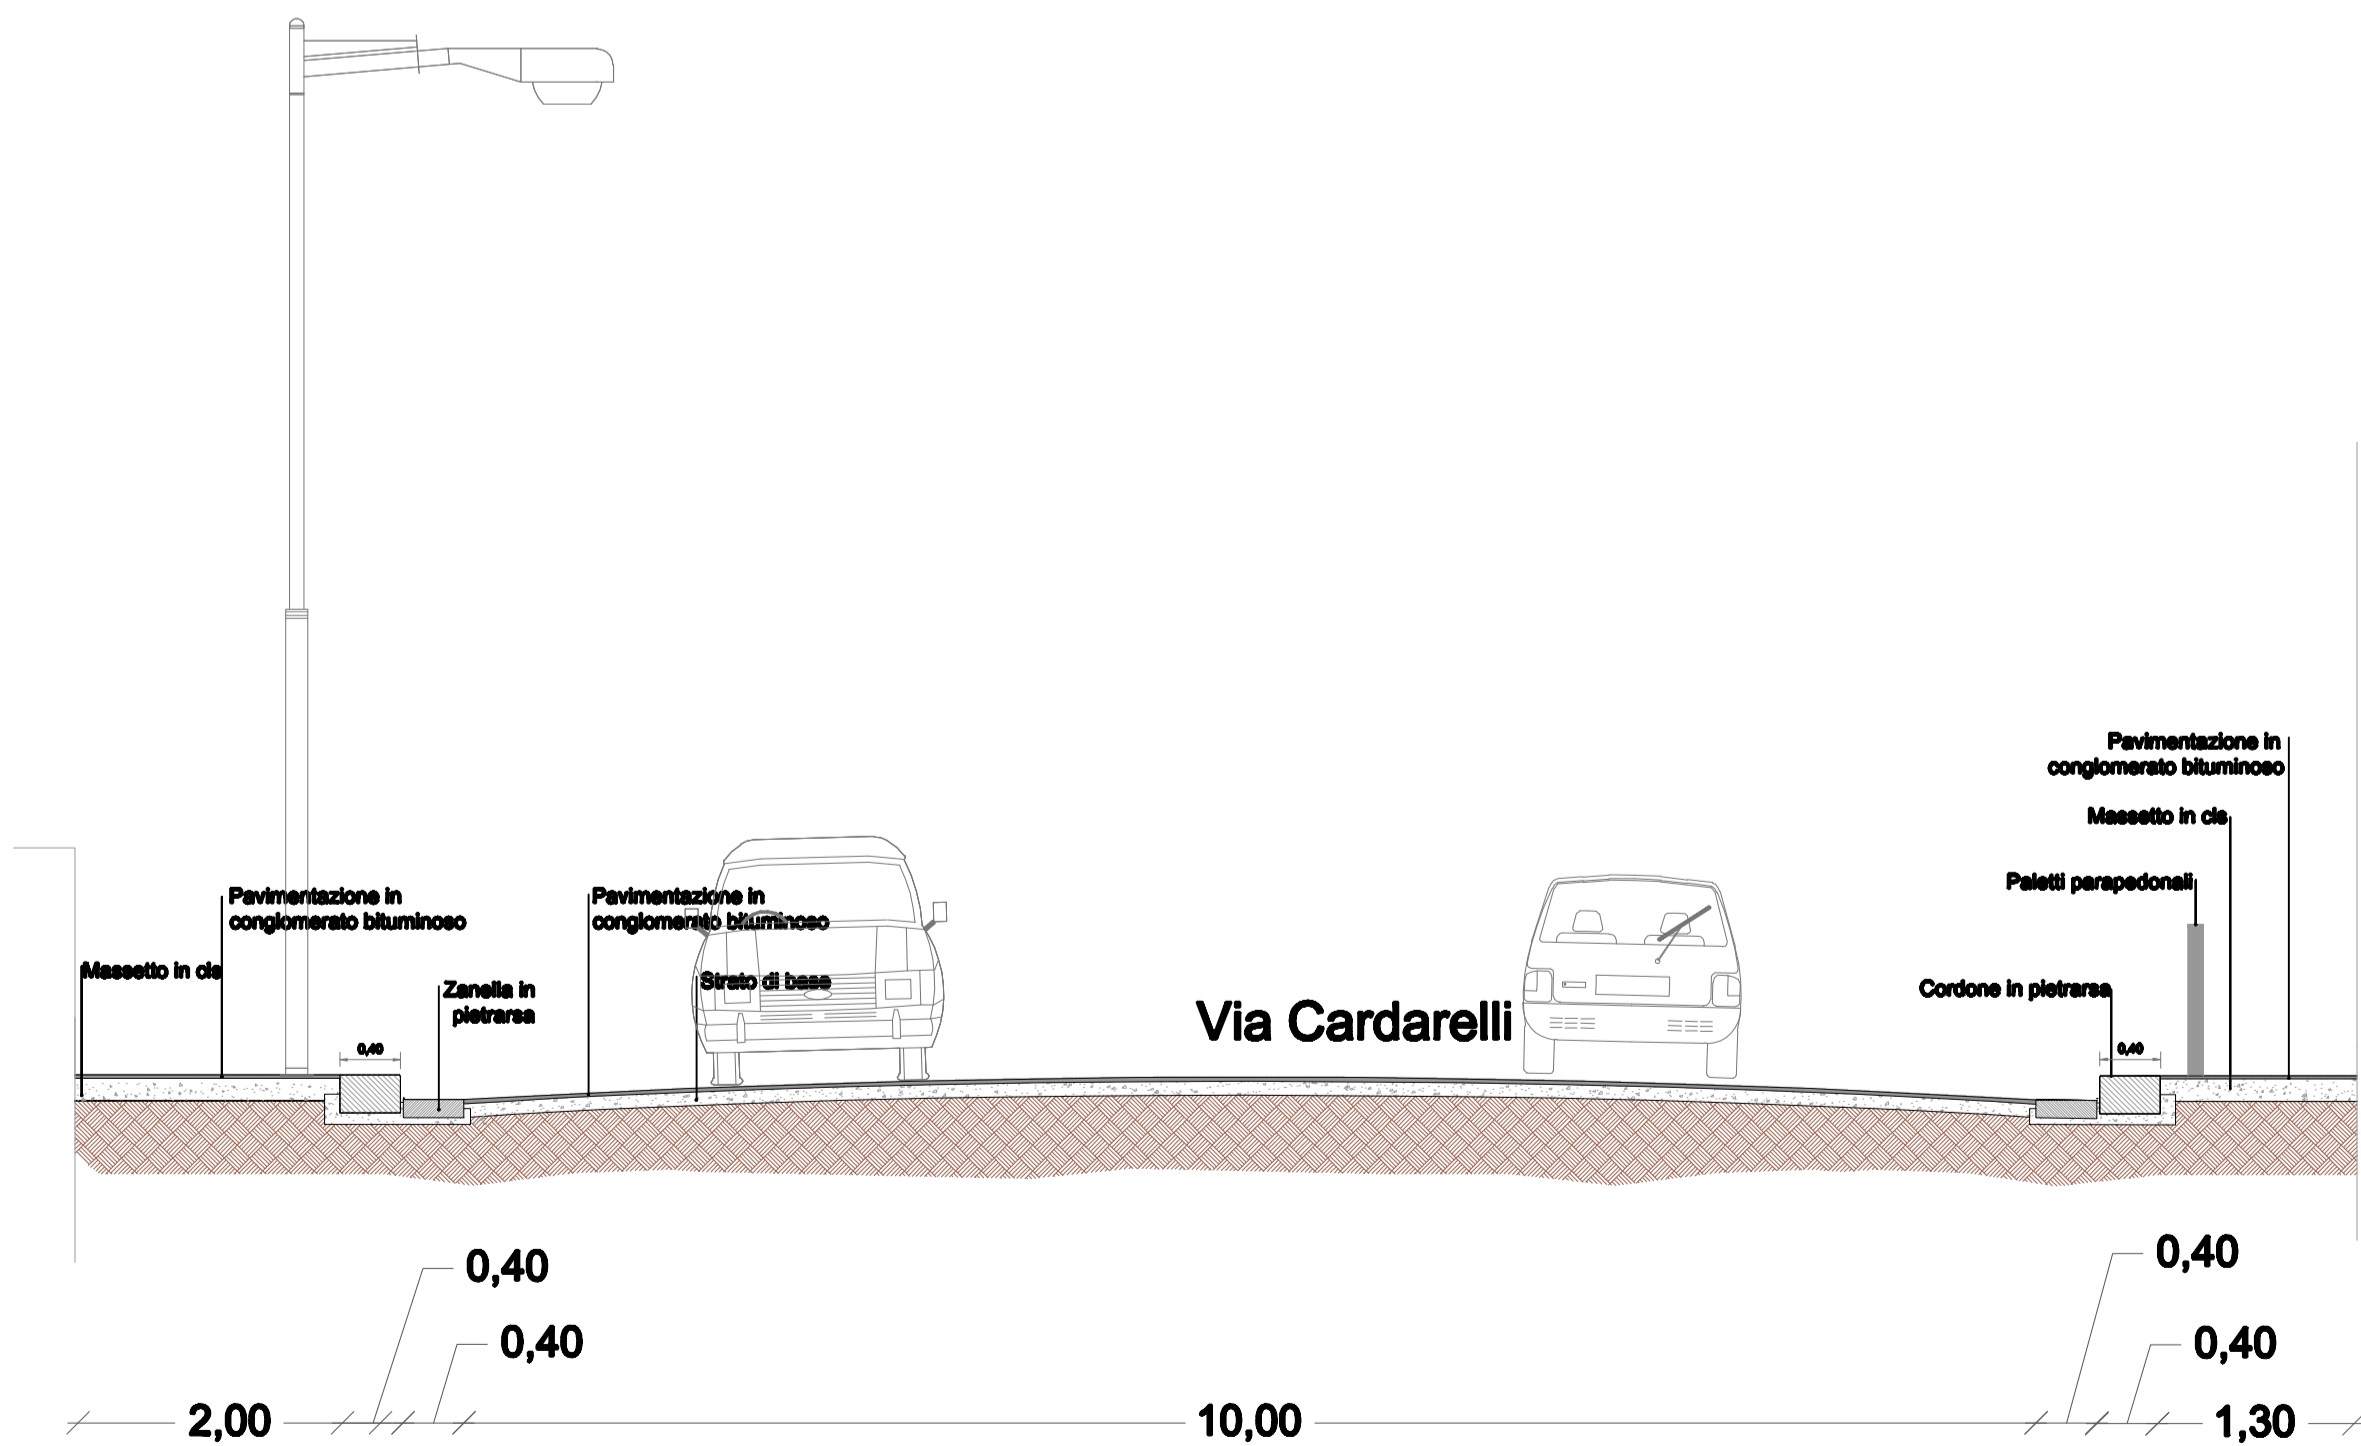 Pavimentazione in
conglomerato bituminoso
Massetto in cls
Paletti parapedonali
Cordone in pietrarsa
Pavimentazione in
conglomerato bituminoso
Massetto in cls
Zanella in
pietrarsa
Pavimentazione in
conglomerato bituminoso
Strato di base
Via Cardarelli
0,40
0,40
0,40
0,40
0,40
0,40
2,00
10,00
1,30